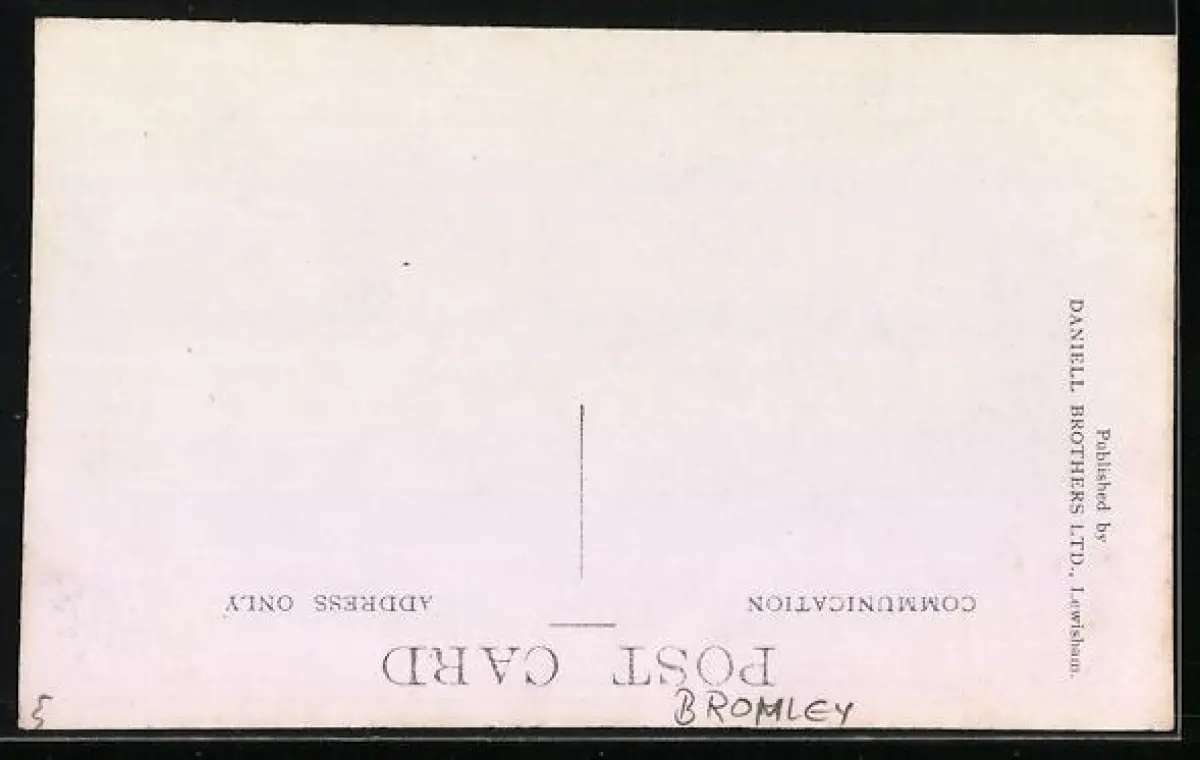 POST CARD
COMMUNICATION
ADDRESS ONLY
Published by
DANIELL BROTHERS LTD., Lewisham.
BROMLEY